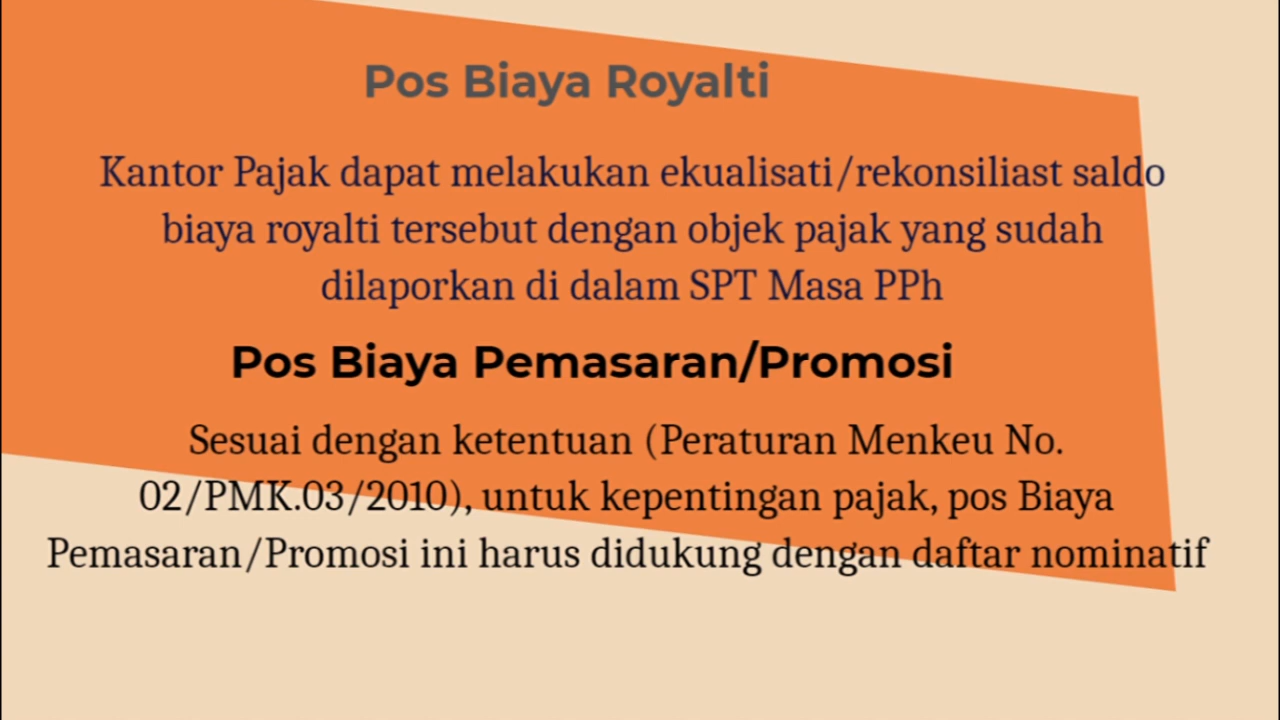 Pos Biaya Royalti
Kantor Pajak dapat melakukan ekualisati/rekonsiliast saldo
biaya royalti tersebut dengan objek pajak yang sudah
dilaporkan di dalam SPT Masa PPh
Pos Biaya Pemasaran/Promosi
Sesuai dengan ketentuan (Peraturan Menkeu No.
02/PMK.03/2010), untuk kepentingan pajak, pos Biaya
Pemasaran/Promosi ini harus didukung dengan daftar nominatif